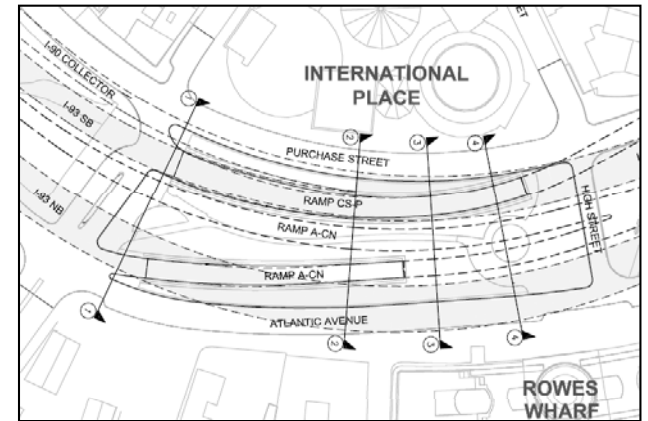 INTERNATIONAL
PLACE
I-90 COLLECTOR
I-93 SB
I-93 NB
PURCHASE STREET
RAMP CS-P
RAMP A-CN
RAMP A-CN
ATLANTIC AVENUE
HIGH STREET
ROWES
WHARF
1
2
3
4
1
2
3
4